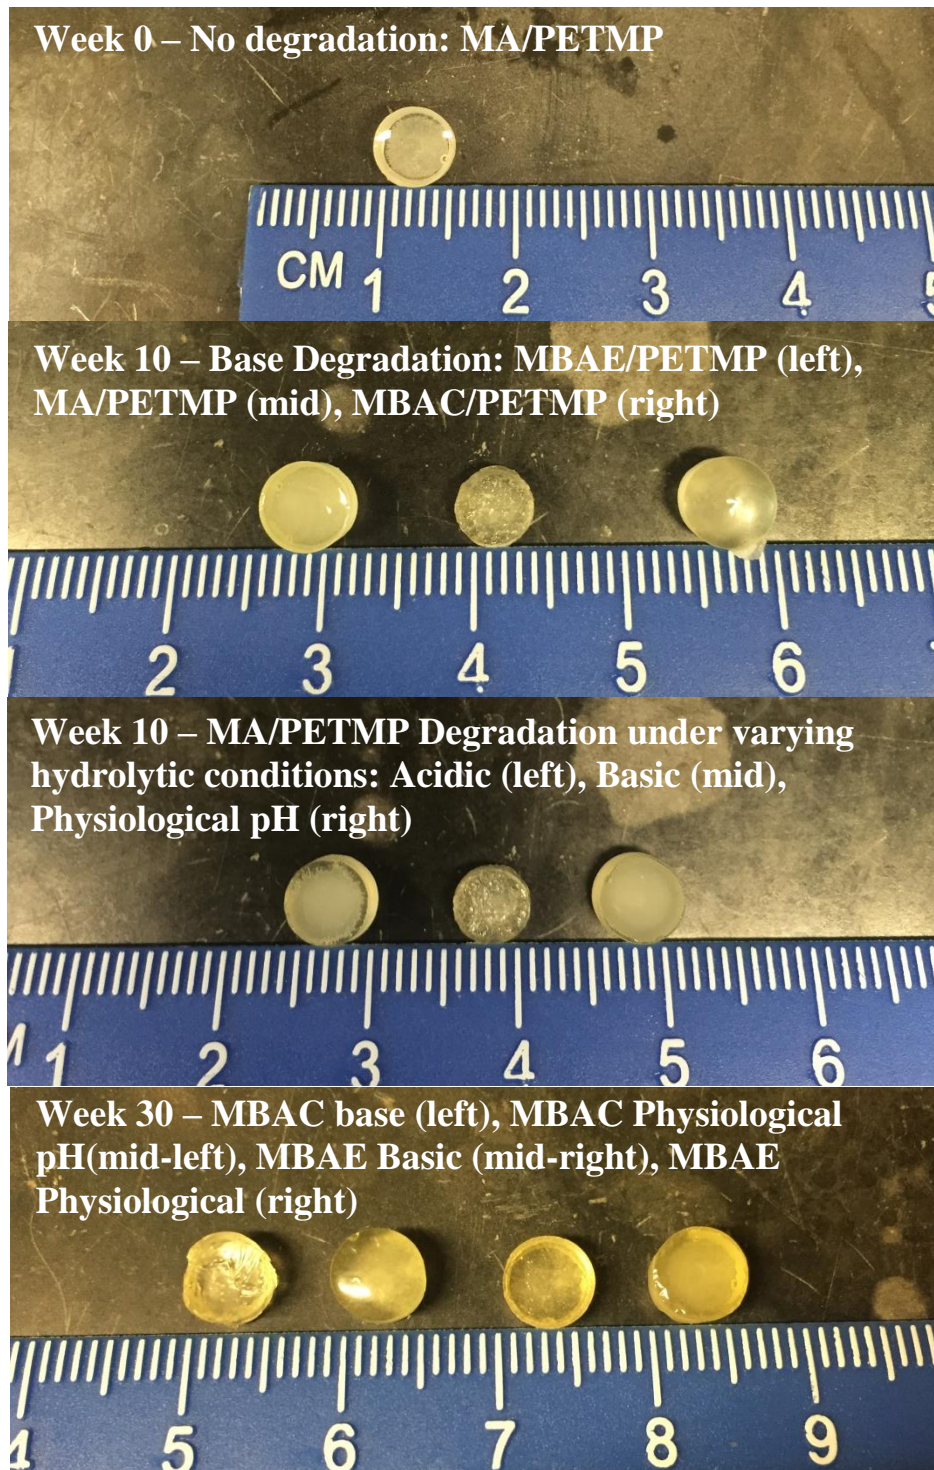 Week 0 – No degradation: MA/PETMP
CM 1 2 3 4 5
Week 10 – Base Degradation: MBAE/PETMP (left),
MA/PETMP (mid), MBAC/PETMP (right)
2 3 4 5 6
Week 10 – MA/PETMP Degradation under varying
hydrolytic conditions: Acidic (left), Basic (mid),
Physiological pH (right)
1 2 3 4 5 6
Week 30 – MBAC base (left), MBAC Physiological
pH(mid-left), MBAE Basic (mid-right), MBAE
Physiological (right)
4 5 6 7 8 9